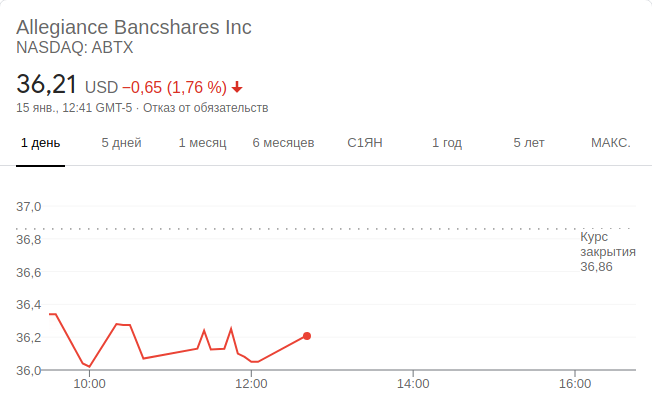 Allegiance Bancshares Inc
NASDAQ: ABTX
36,21 USD −0,65 (1,76 %)
15 янв., 12:41 GMT-5 · Отказ от обязательств
1 день 5 дней 1 месяц 6 месяцев С1ЯН 1 год 5 лет МАКС.
37,0
36,8
36,6
36,4
36,2
36,0
Курс
закрытия
36,86
10:00 12:00 14:00 16:00